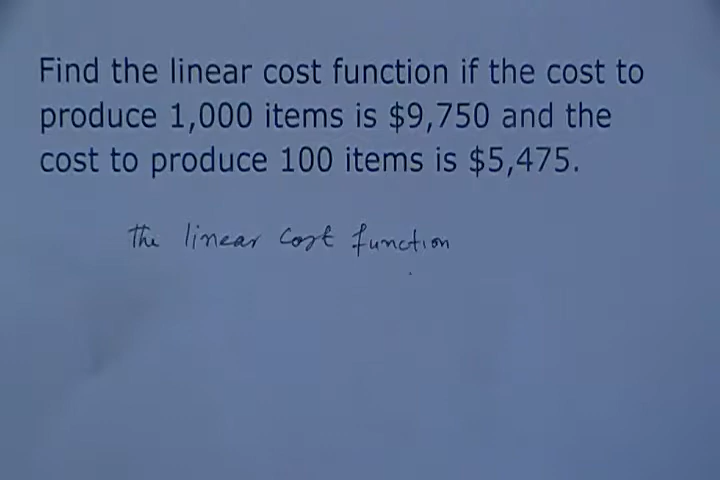 Find the linear cost function if the cost to
produce 1,000 items is $9,750 and the
cost to produce 100 items is $5,475.
the linear cost function